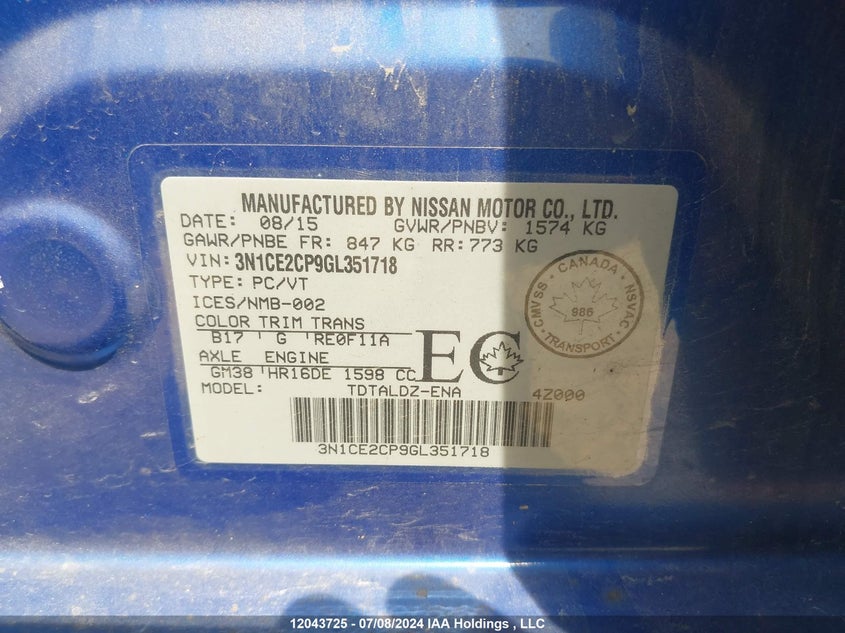 MANUFACTURED BY NISSAN MOTOR CO., LTD.
DATE: 08/15 GVWR/PNBV: 1574 KG
GAWR/PNBE FR: 847 KG RR: 773 KG
VIN: 3N1CE2CP9GL351718
TYPE: PC/VT
ICES/NMB-002
COLOR TRIM TRANS
B17 G RE0F11A
AXLE ENGINE
GM38 HR16DE 1598 CC
EC
MODEL: TDTALDZ-ENA 4Z000
3N1CE2CP9GL351718
CANADA
CMVSS NSVAC
986
TRANSPORT
12043725 - 07/08/2024 IAA Holdings , LLC